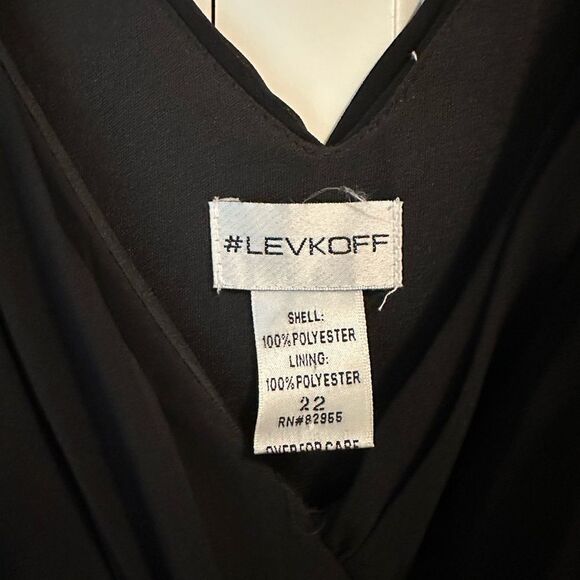 #LEVKOFF
SHELL:
100%POLYESTER
LINING:
100%POLYESTER
22
RN#82955
OVER FOR CARE